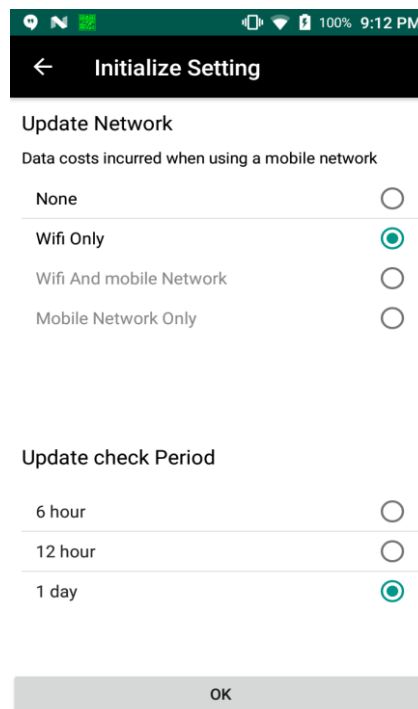 100% 9:12 PM
Initialize Setting
Update Network
Data costs incurred when using a mobile network
None
Wifi Only
Wifi And mobile Network
Mobile Network Only
Update check Period
6 hour
12 hour
1 day
OK